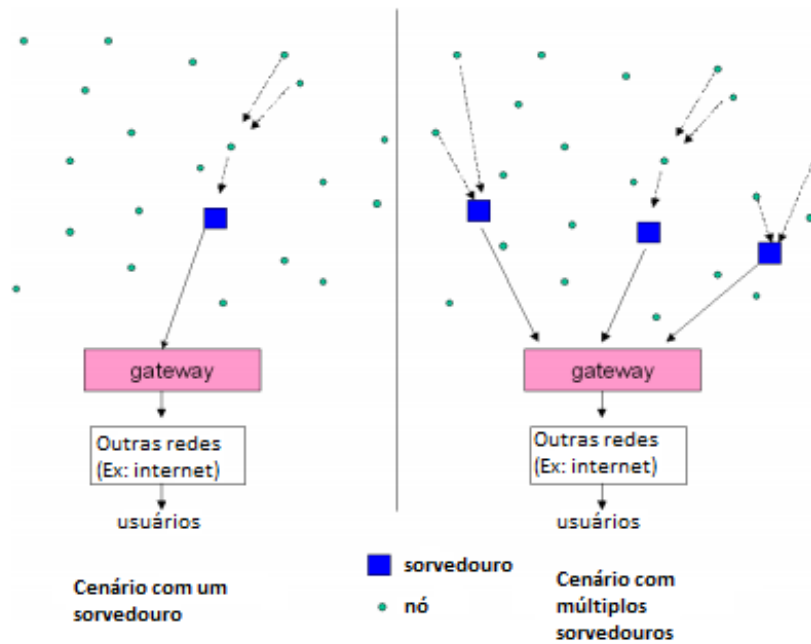 gateway
Outras redes
(Ex: internet)
usuários
Cenário com um
sorvedouro
gateway
Outras redes
(Ex: internet)
usuários
sorvedouro
nó
Cenário com
múltiplos
sorvedouros